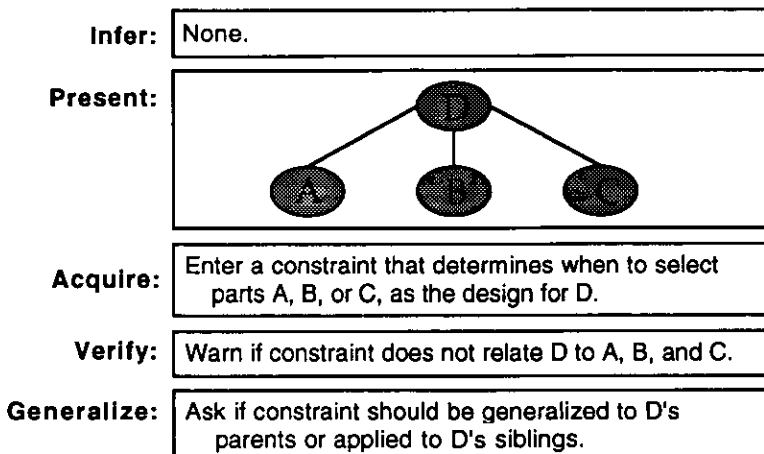 Infer: None.
Present:
D
A B C
Acquire: Enter a constraint that determines when to select
parts A, B, or C, as the design for D.
Verify: Warn if constraint does not relate D to A, B, and C.
Generalize: Ask if constraint should be generalized to D's
parents or applied to D's siblings.